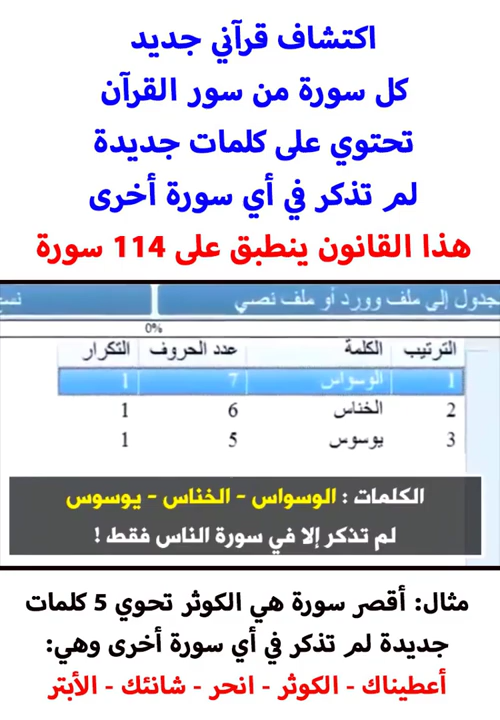 اكتشاف قرآني جديد
كل سورة من سور القرآن
تحتوي على كلمات جديدة
لم تذكر في أي سورة أخرى
هذا القانون ينطبق على 114 سورة
جدول إلى ملف وورد أو ملف نصي
0%
الترتيب الكلمة عدد الحروف التكرار
1 الوسواس 7 1
2 الخناس 6 1
3 يوسوس 5 1
الكلمات : الوسواس - الخناس - يوسوس
لم تذكر إلا في سورة الناس فقط !
مثال: أقصر سورة هي الكوثر تحوي 5 كلمات
جديدة لم تذكر في أي سورة أخرى وهي:
أعطيناك - الكوثر - انحر - شانئك - الأبتر